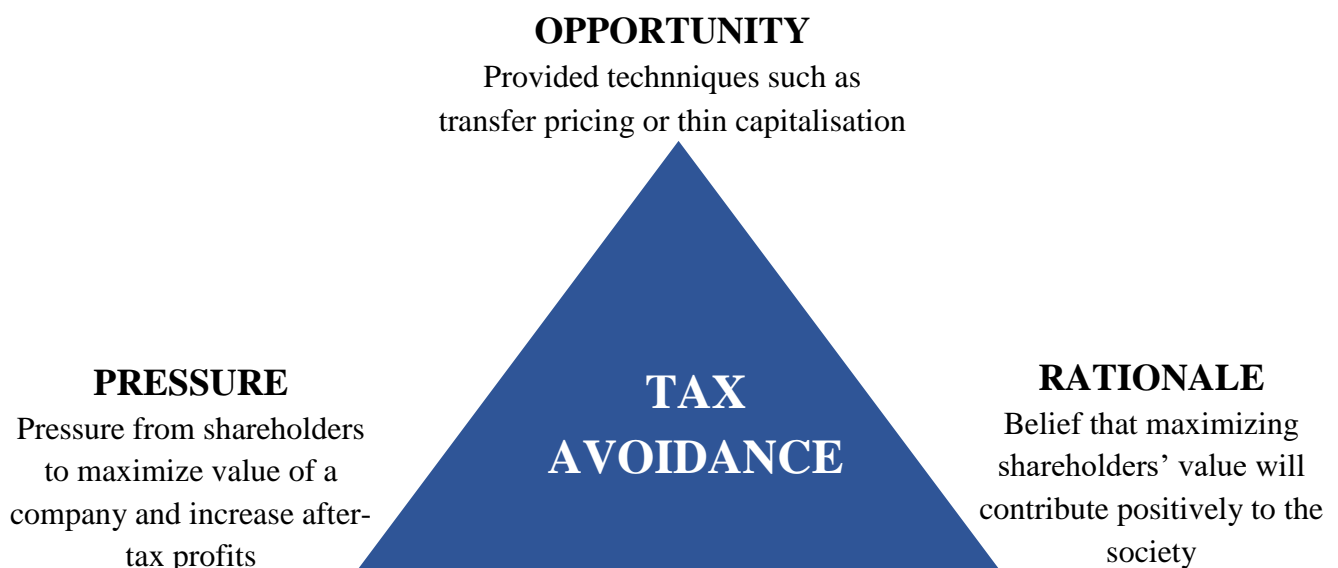 OPPORTUNITY
Provided technniques such as
transfer pricing or thin capitalisation
PRESSURE
Pressure from shareholders
to maximize value of a
company and increase after-
tax profits
TAX
AVOIDANCE
RATIONALE
Belief that maximizing
shareholders’ value will
contribute positively to the
society